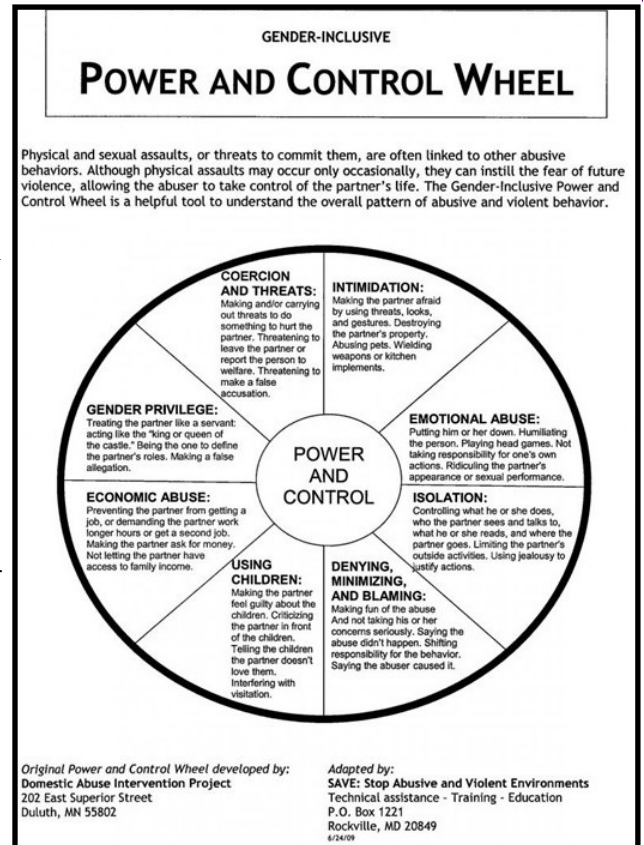 GENDER-INCLUSIVE
POWER AND CONTROL WHEEL
Physical and sexual assaults, or threats to commit them, are often linked to other abusive
behaviors. Although physical assaults may occur only occasionally, they can instill the fear of future
violence, allowing the abuser to take control of the partner's life. The Gender-Inclusive Power and
Control Wheel is a helpful tool to understand the overall pattern of abusive and violent behavior.
COERCION
AND THREATS:
Making and/or carrying
out threats to do
something to hurt the
partner. Threatening to
leave the partner or
report the person to
welfare. Threatening to
make a false
accusation.
INTIMIDATION:
Making the partner afraid
by using threats, looks,
and gestures. Destroying
the partner's property.
Abusing pets. Wielding
weapons or kitchen
implements.
GENDER PRIVILEGE:
Treating the partner like a servant:
acting like the "king or queen of
the castle." Being the one to define
the partner's roles. Making a false
allegation.
EMOTIONAL ABUSE:
Putting him or her down. Humiliating
the person. Playing head games. Not
taking responsibility for one's own
actions. Ridiculing the partner's
appearance or sexual performance.
POWER
AND
CONTROL
ECONOMIC ABUSE:
Preventing the partner from getting a
job, or demanding the partner work
longer hours or get a second job.
Making the partner ask for money.
Not letting the partner have
access to family income.
ISOLATION:
Controlling what he or she does,
who the partner sees and talks to,
what he or she reads, and where the
partner goes. Limiting the partner's
outside activities. Using jealousy to
justify actions.
USING
CHILDREN:
Making the partner
feel guilty about the
children. Criticizing
the partner in front
of the children.
Telling the children
the partner doesn't
love them.
Interfering with
visitation.
DENYING,
MINIMIZING,
AND BLAMING:
Making fun of the abuse
And not taking his or her
concerns seriously. Saying the
abuse didn't happen. Shifting
responsibility for the behavior.
Saying the abuser caused it.
Original Power and Control Wheel developed by:
Domestic Abuse Intervention Project
202 East Superior Street
Duluth, MN 55802
Adapted by:
SAVE: Stop Abusive and Violent Environments
Technical assistance - Training - Education
P.O. Box 1221
Rockville, MD 20849
6/24/09